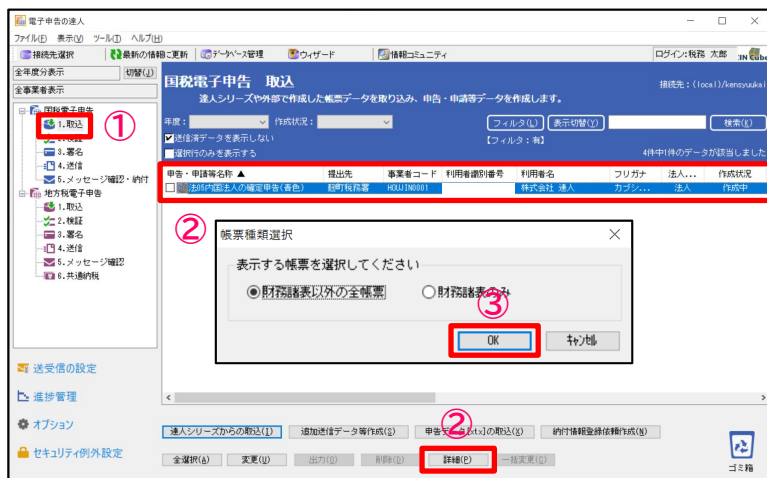 電子申告の達人
ファイル(F) 表示(V) ツール(T) ヘルプ(H)
接続先選択 最新の情報に更新 データベース管理 ウィザード 情報コミュニティ ログイン:税務 太郎
全年度分表示 切替(J)
全事業者表示
国税電子申告
1.取込
3.署名
4.送信
5.メッセージ確認・納付
地方税電子申告
1.取込
2.検証
3.署名
4.送信
5.メッセージ確認
6.共通納税
①
送受信の設定
進捗管理
オプション
セキュリティ例外設定
国税電子申告 取込
接続先:(local)/kensyuukai
達人シリーズや外部で作成した帳票データを取り込み、申告・申請等データを作成します。
年度: 作成状況: フィルタ(L) 表示切替(Y) 検索(K)
送信済データを表示しない 【フィルタ:有】
選択行のみを表示する 4件中1件のデータが該当しました
申告・申請等名称 ▲ 提出先 事業者コード 利用者識別番号 利用者名 フリガナ 法人... 作成状況
法05内国法人の確定申告(青色) 麹町税務署 HOUJIN0001 株式会社 達人 カブシ... 法人 作成中
②
帳票種類選択
表示する帳票を選択してください
財務諸表以外の全帳票 財務諸表のみ
③
OK キャンセル
②
達人シリーズからの取込(I) 追加送信データ等作成(S) 申告データ[xtx]の取込(X) 納付情報登録依頼作成(N)
全選択(A) 変更(U) 出力(O) 削除(D) 詳細(P) 一括変更(C)
ゴミ箱